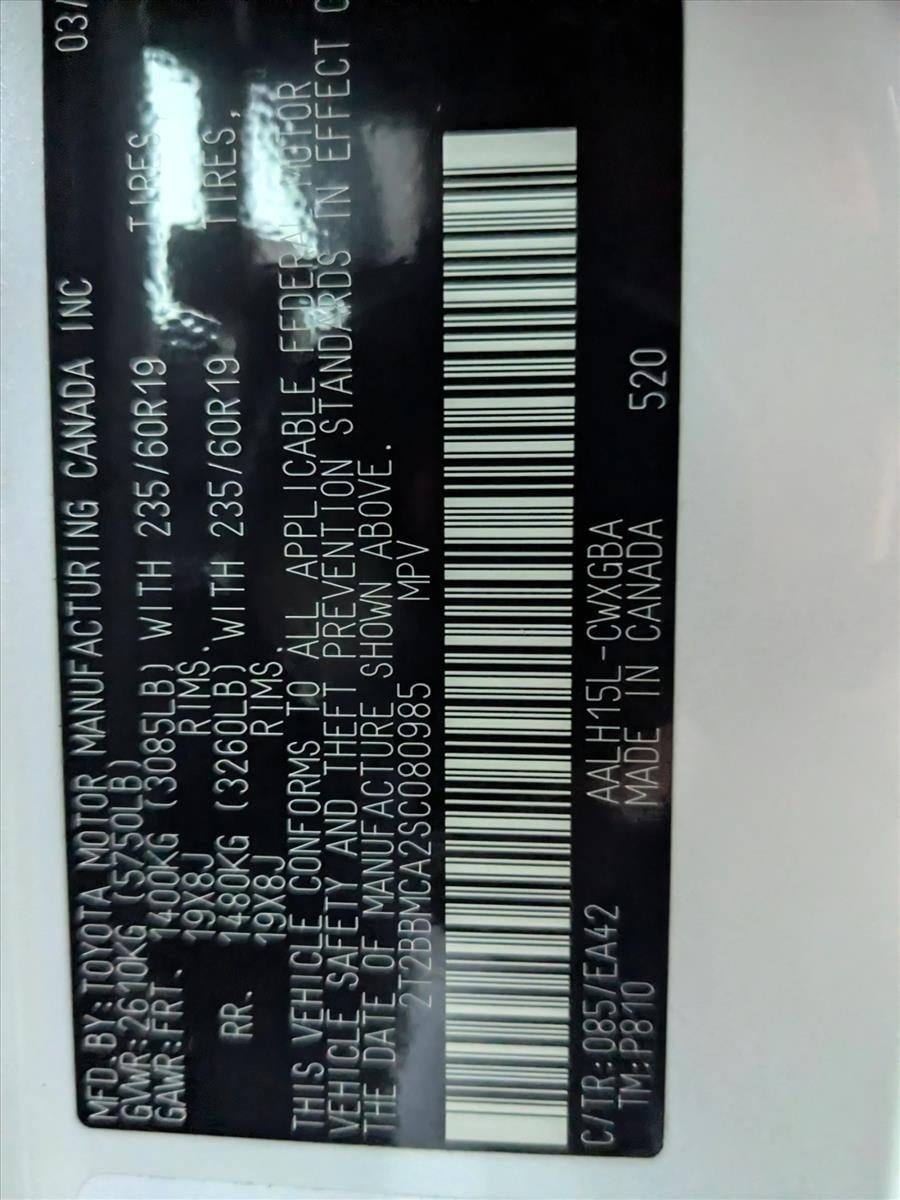 MFD.BY:TOYOTA MOTOR MANUFACTURING CANADA INC 03/
GVWR:2610KG (5750LB)
GAWR:FRT. 1400KG (3085LB) WITH 235/60R19 TIRES,
19X8J RIMS.
RR. 1480KG (3260LB) WITH 235/60R19 TIRES,
19X8J RIMS.
THIS VEHICLE CONFORMS TO ALL APPLICABLE FEDERAL MOTOR
VEHICLE SAFETY AND THEFT PREVENTION STANDARDS IN EFFECT
THE DATE OF MANUFACTURE SHOWN ABOVE.
2T2BBMCA2SC080985 MPV
C/TR:085/EA42 AALH15L-CWXGBA
TM:P810 MADE IN CANADA 520